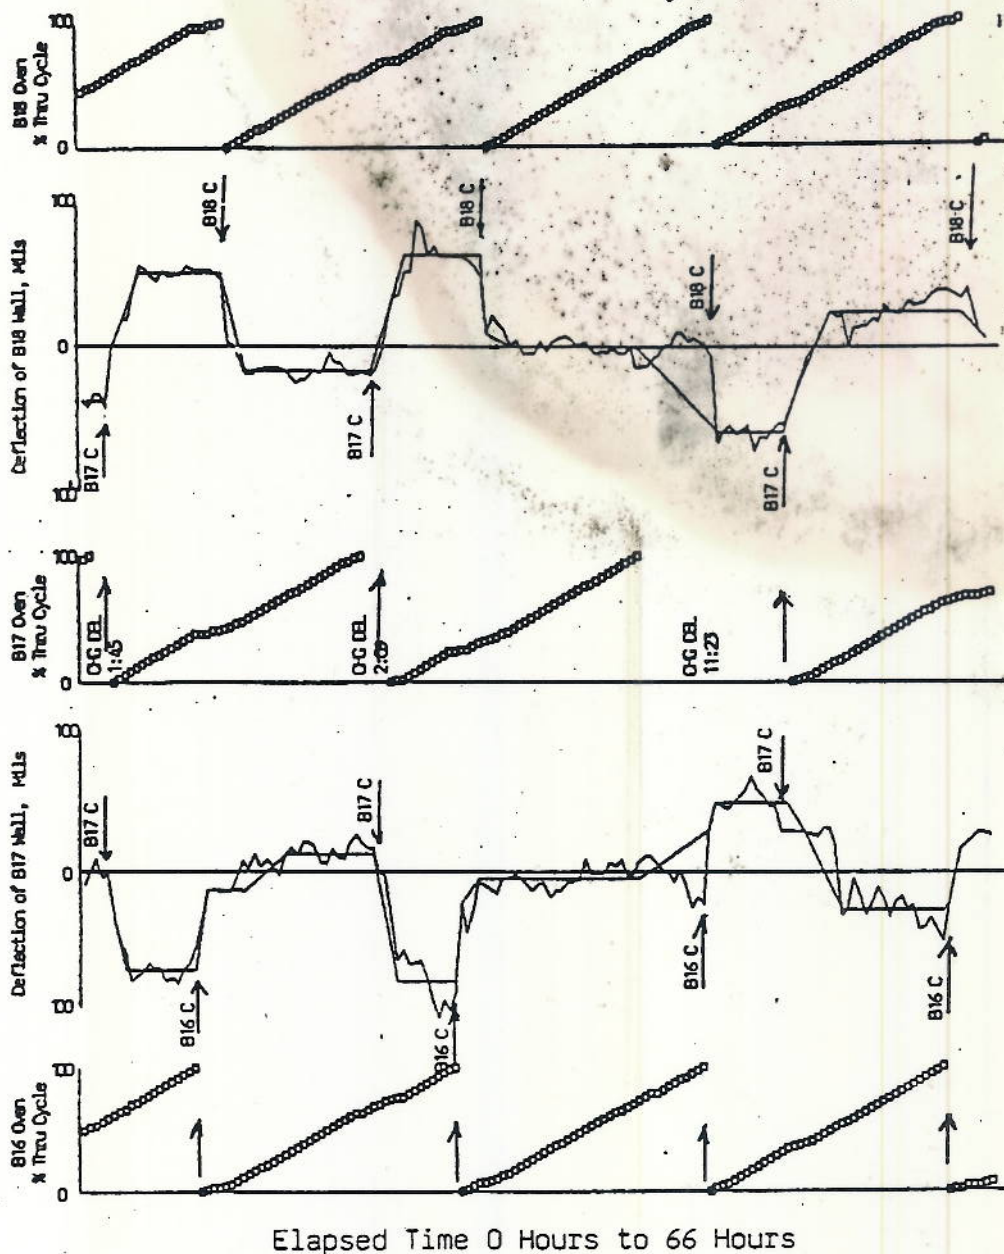 100
B18 Oven
% Thru Cycle
0
100
Deflection of B18 Wall, Mils
B18 C
B18 C
B18 C
B18 C
0
B17 C
B17 C
B17 C
100
100
B17 Oven
% Thru Cycle
O-G DEL
1:45
O-G DEL
O-G DEL
11:23
0
100
Deflection of B17 Wall, Mils
B17 C
B17 C
B17 C
0
B16 C
B16 C
B16 C
B16 C
100
100
B16 Oven
% Thru Cycle
0
Elapsed Time 0 Hours to 66 Hours